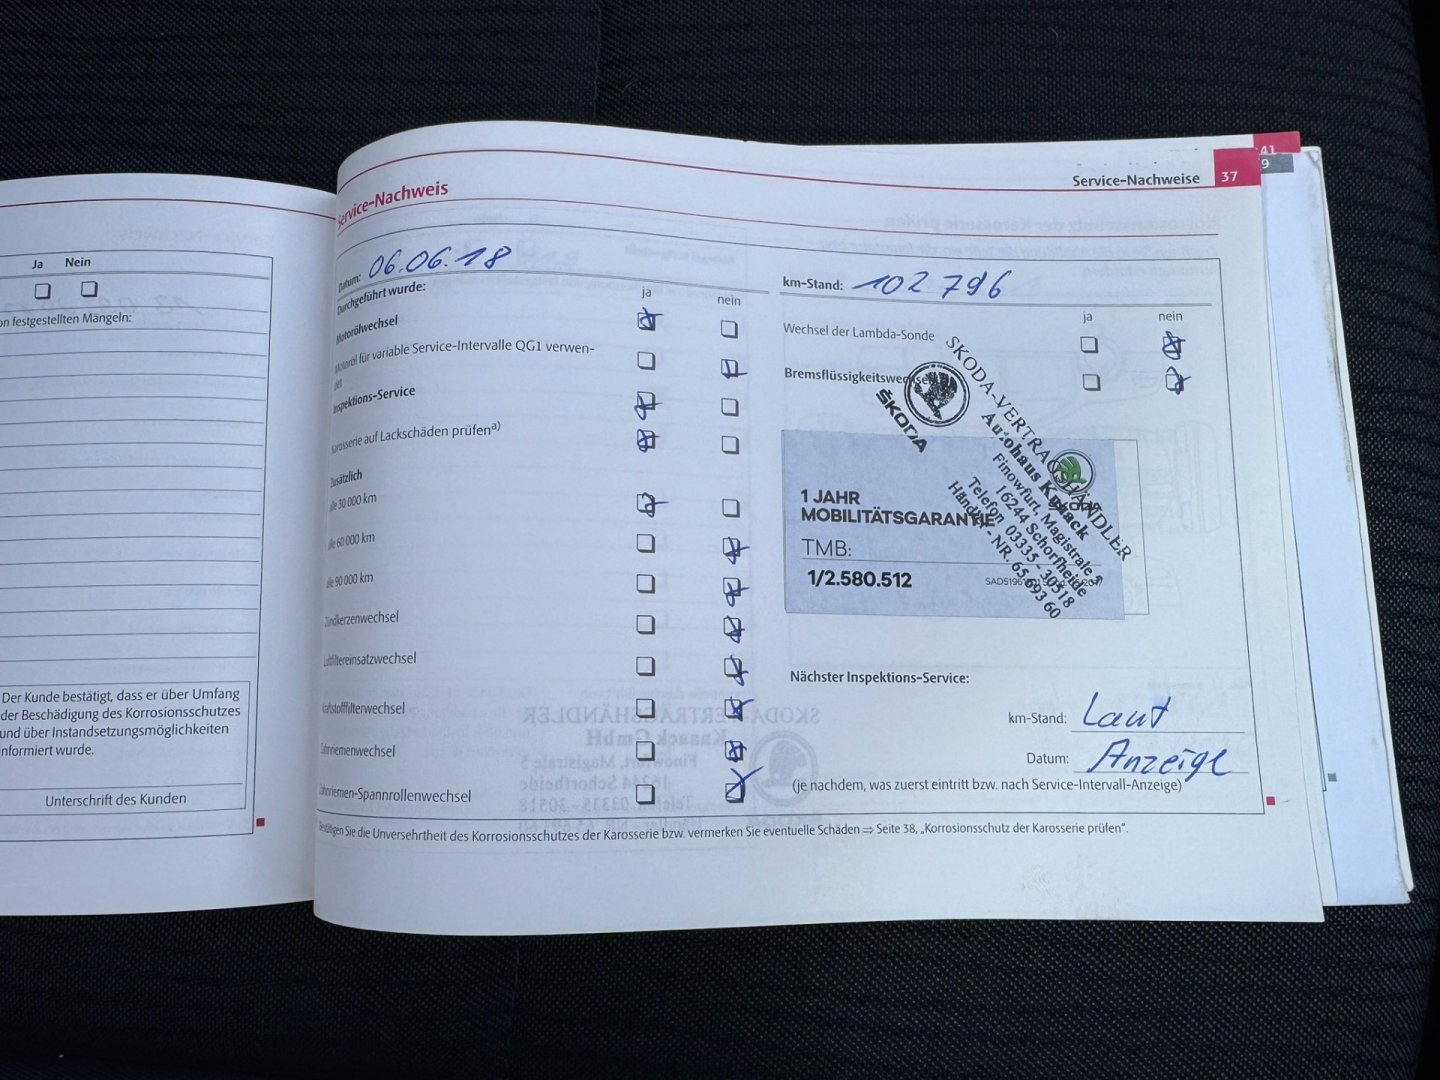 Ja Nein
on festgestellten Mängeln:
Der Kunde bestätigt, dass er über Umfang
der Beschädigung des Korrosionsschutzes
und über Instandsetzungsmöglichkeiten
informiert wurde.
Unterschrift des Kunden
41
9
Service-Nachweise 37
Service-Nachweis
Datum: 06.06.18
Durchgeführt wurde:
ja nein
Motorölwechsel
Motoröl für variable Service-Intervalle QG1 verwen-
det
Inspektions-Service
Karosserie auf Lackschäden prüfen a)
Zusätzlich
alle 30 000 km
alle 60 000 km
alle 90 000 km
Zündkerzenwechsel
Luftfiltereinsatzwechsel
Kraftstofffilterwechsel
Zahnriemenwechsel
Zahnriemen-Spannrollenwechsel
km-Stand: 102 796
ja nein
Wechsel der Lambda-Sonde
Bremsflüssigkeitswechsel
ŠKODA
SKODA-VERTRAGSHÄNDLER
Autohaus Knaack
Finowfurt, Magistrale 5
16244 Schorfheide
Telefon 03335 - 30518
Händler - NR. 65 693 60
1 JAHR
MOBILITÄTSGARANTIE
ŠKODA
TMB:
1/2.580.512
Nächster Inspektions-Service:
km-Stand: Laut
Datum: Anzeige
(je nachdem, was zuerst eintritt bzw. nach Service-Intervall-Anzeige)
Bestätigen Sie die Unversehrtheit des Korrosionsschutzes der Karosserie bzw. vermerken Sie eventuelle Schäden ⇒ Seite 38, „Korrosionsschutz der Karosserie prüfen“.